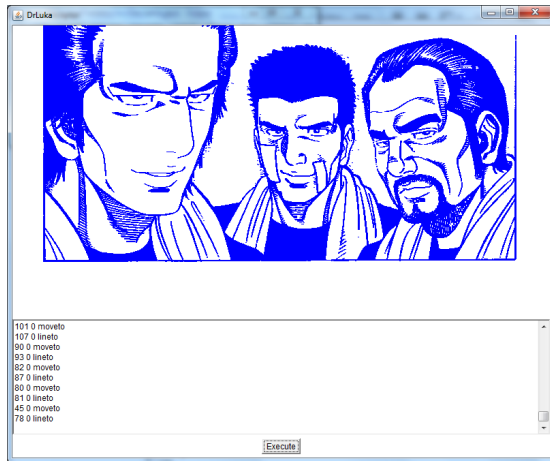 DrLuka
101 0 moveto
107 0 lineto
90 0 moveto
93 0 lineto
82 0 moveto
87 0 lineto
80 0 moveto
81 0 lineto
45 0 moveto
78 0 lineto
Execute